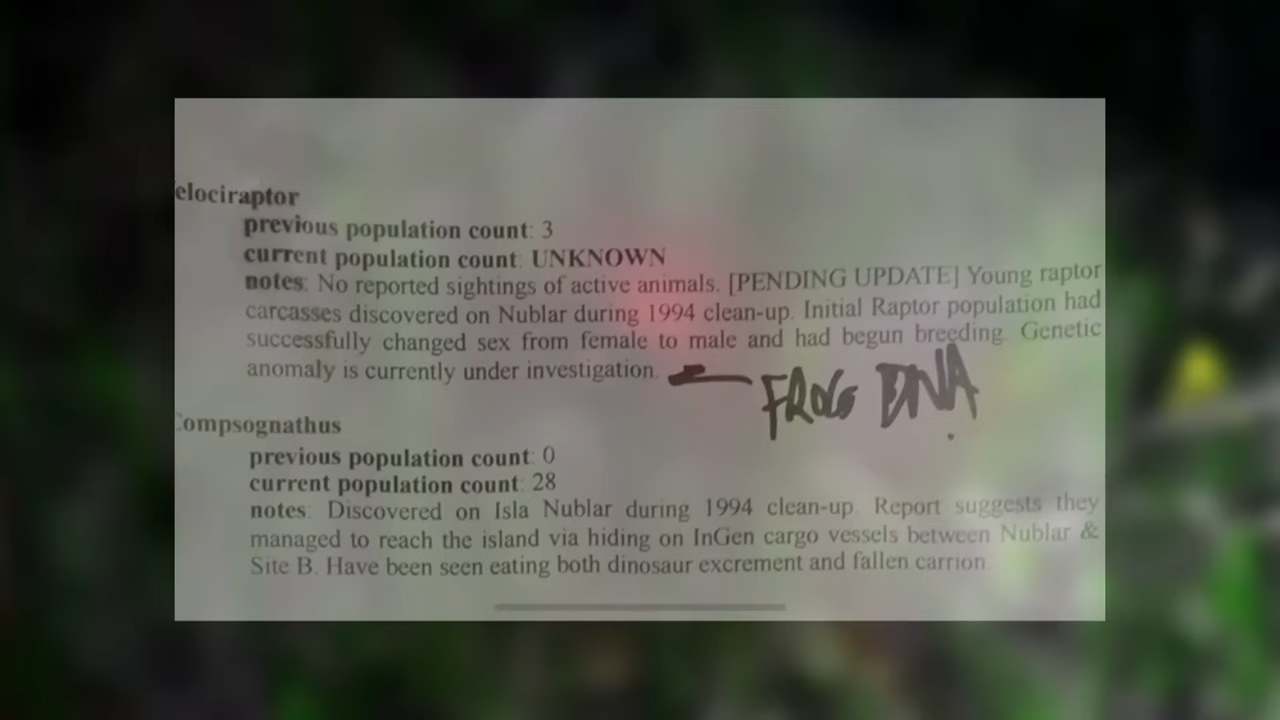 elociraptor
previous population count: 3
current population count: UNKNOWN
notes: No reported sightings of active animals. [PENDING UPDATE] Young raptor
carcasses discovered on Nublar during 1994 clean-up. Initial Raptor population had
successfully changed sex from female to male and had begun breeding. Genetic
anomaly is currently under investigation.
FROG DNA
ompsognathus
previous population count: 0
current population count: 28
notes: Discovered on Isla Nublar during 1994 clean-up. Report suggests they
managed to reach the island via hiding on InGen cargo vessels between Nublar &
Site B. Have been seen eating both dinosaur excrement and fallen carrion.